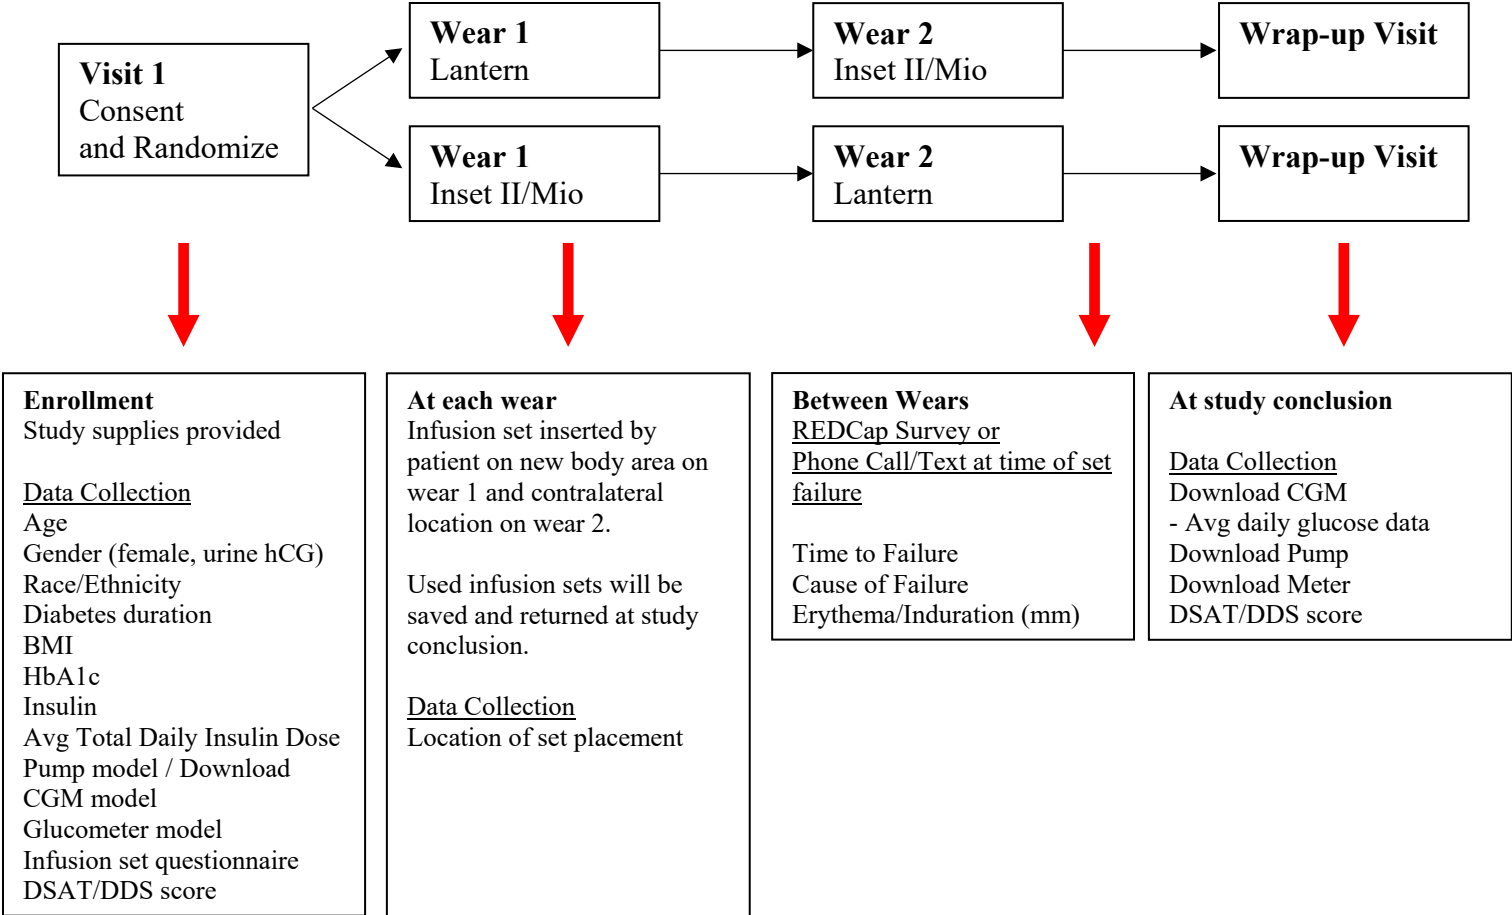 Visit 1
Consent
and Randomize
Wear 1
Lantern
Wear 2
Inset II/Mio
Wrap-up Visit
Wear 1
Inset II/Mio
Wear 2
Lantern
Wrap-up Visit
Enrollment
Study supplies provided
Data Collection
Age
Gender (female, urine hCG)
Race/Ethnicity
Diabetes duration
BMI
HbA1c
Insulin
Avg Total Daily Insulin Dose
Pump model / Download
CGM model
Glucometer model
Infusion set questionnaire
DSAT/DDS score
At each wear
Infusion set inserted by
patient on new body area on
wear 1 and contralateral
location on wear 2.
Used infusion sets will be
saved and returned at study
conclusion.
Data Collection
Location of set placement
Between Wears
REDCap Survey or
Phone Call/Text at time of set
failure
Time to Failure
Cause of Failure
Erythema/Induration (mm)
At study conclusion
Data Collection
Download CGM
- Avg daily glucose data
Download Pump
Download Meter
DSAT/DDS score